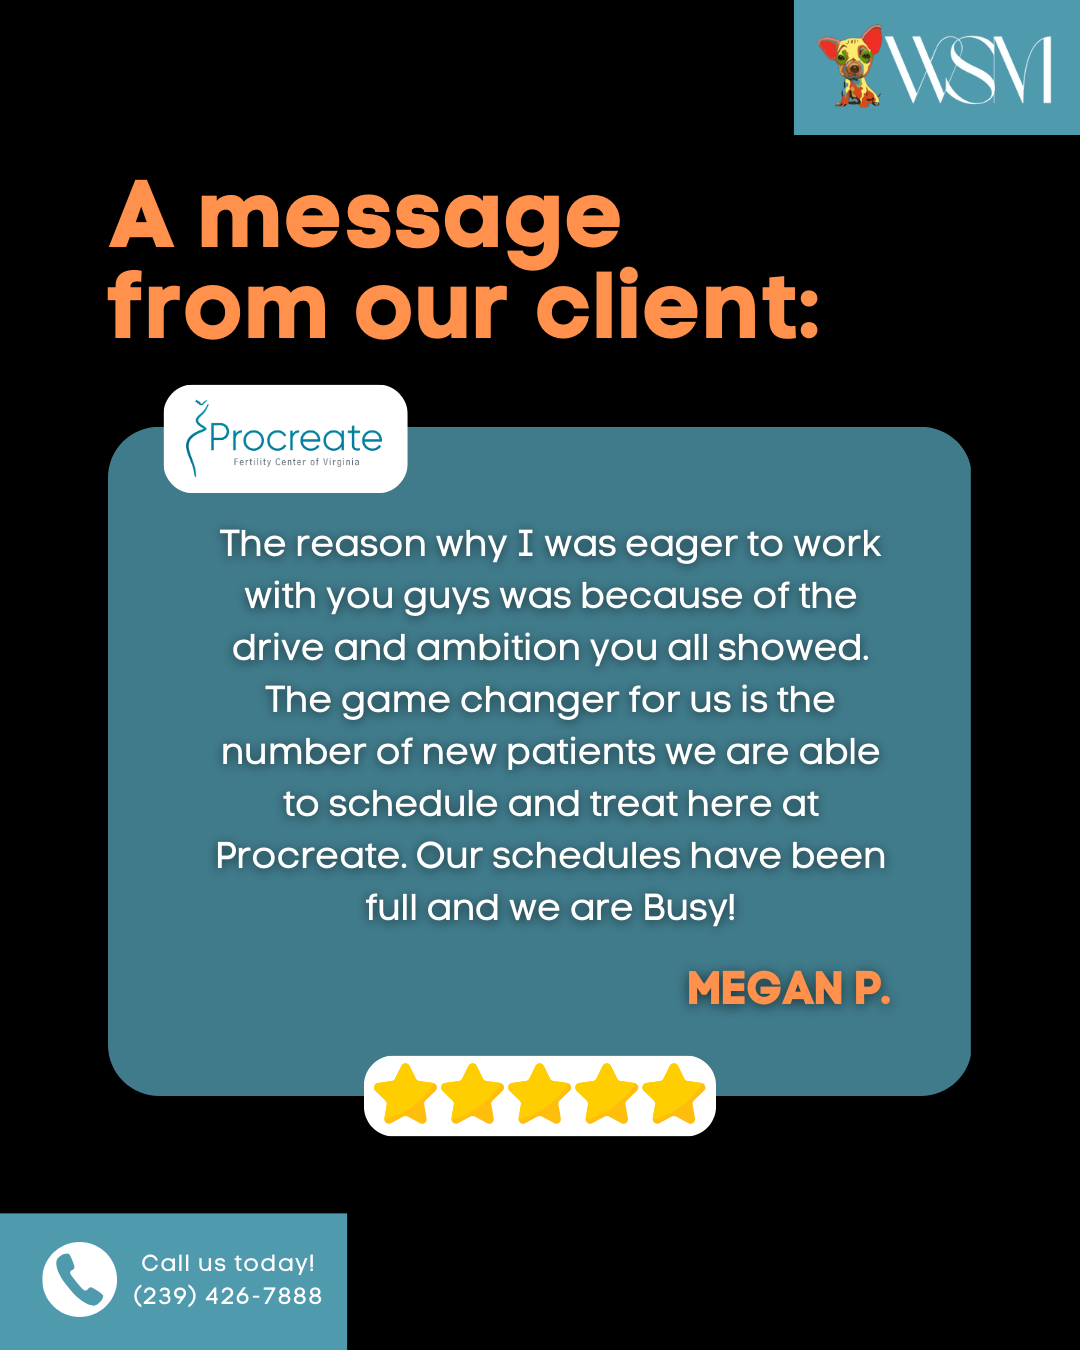 WSM
A message
from our client:
Procreate
Fertility Center of Virginia
The reason why I was eager to work
with you guys was because of the
drive and ambition you all showed.
The game changer for us is the
number of new patients we are able
to schedule and treat here at
Procreate. Our schedules have been
full and we are Busy!
MEGAN P.
Call us today!
(239) 426-7888